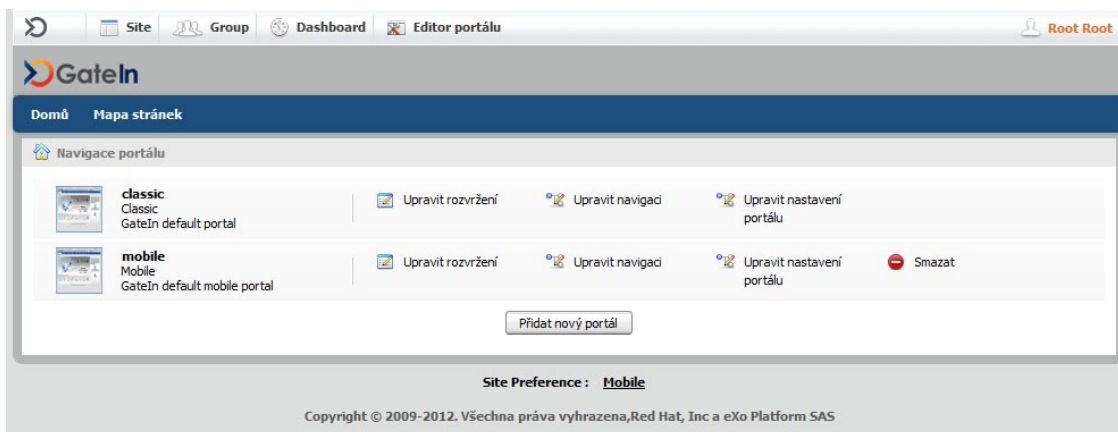 Site Group Dashboard Editor portálu Root Root
GateIn
Domů Mapa stránek
Navigace portálu
classic
Classic
GateIn default portal
Upravit rozvržení
Upravit navigaci
Upravit nastavení
portálu
mobile
Mobile
GateIn default mobile portal
Upravit rozvržení
Upravit navigaci
Upravit nastavení
portálu
Smazat
Přidat nový portál
Site Preference : Mobile
Copyright © 2009-2012. Všechna práva vyhrazena,Red Hat, Inc a eXo Platform SAS